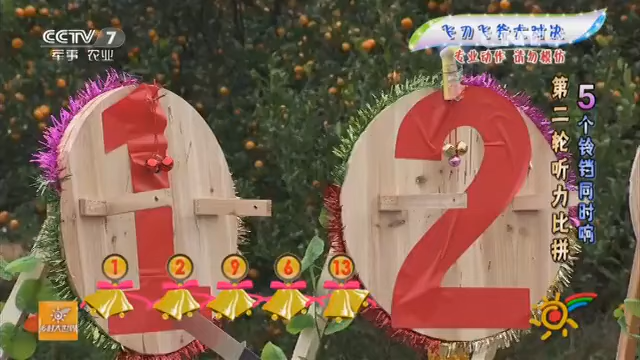 CCTV 7
军事·农业
飞刀飞斧大对决
专业动作 请勿模仿
第二轮听力比拼
5个铃铛同时响
1
2
1 2 9 6 13